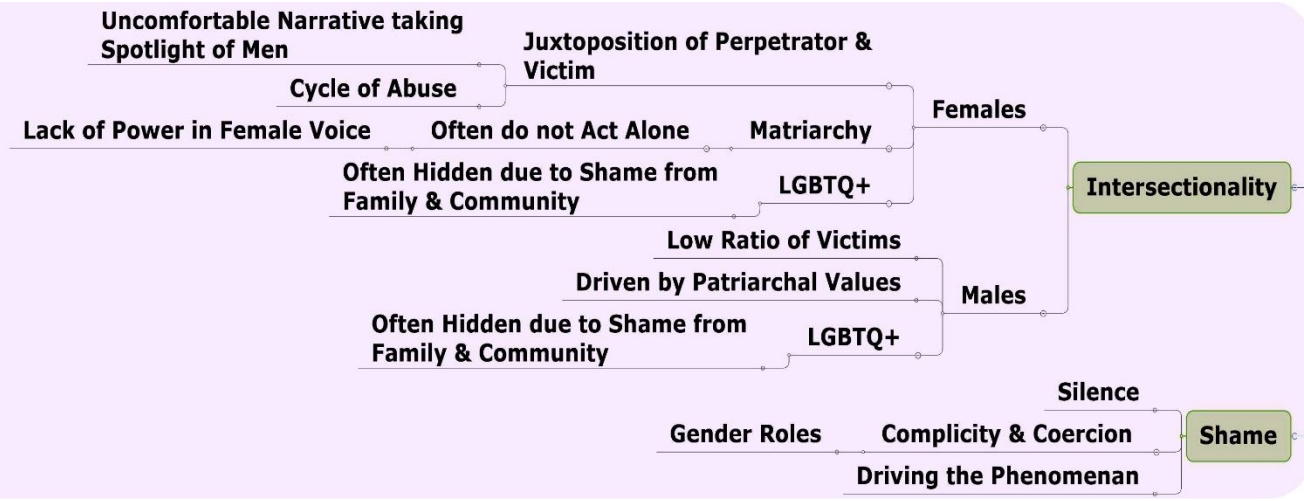 Uncomfortable Narrative taking
Spotlight of Men
Juxtoposition of Perpetrator &
Victim
Cycle of Abuse
Females
Lack of Power in Female Voice
Often do not Act Alone
Matriarchy
Often Hidden due to Shame from
Family & Community
LGBTQ+
Intersectionality
Low Ratio of Victims
Driven by Patriarchal Values
Males
Often Hidden due to Shame from
Family & Community
LGBTQ+
Silence
Gender Roles
Complicity & Coercion
Shame
Driving the Phenomenan